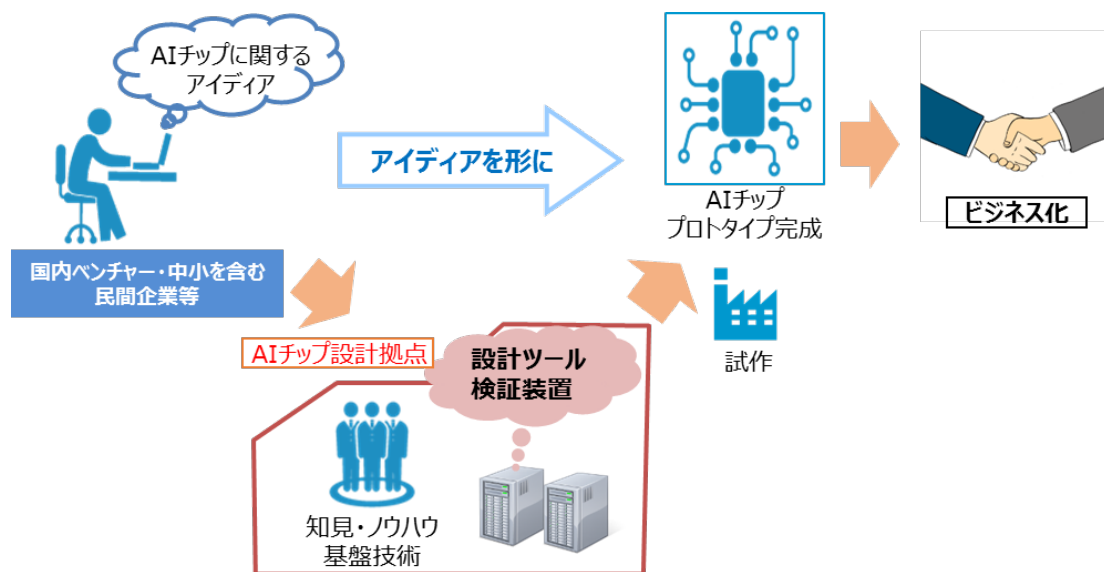 AIチップに関する
アイディア
アイディアを形に
AIチップ
プロトタイプ完成
ビジネス化
国内ベンチャー・中小を含む
民間企業等
AIチップ設計拠点
設計ツール
検証装置
試作
知見・ノウハウ
基盤技術